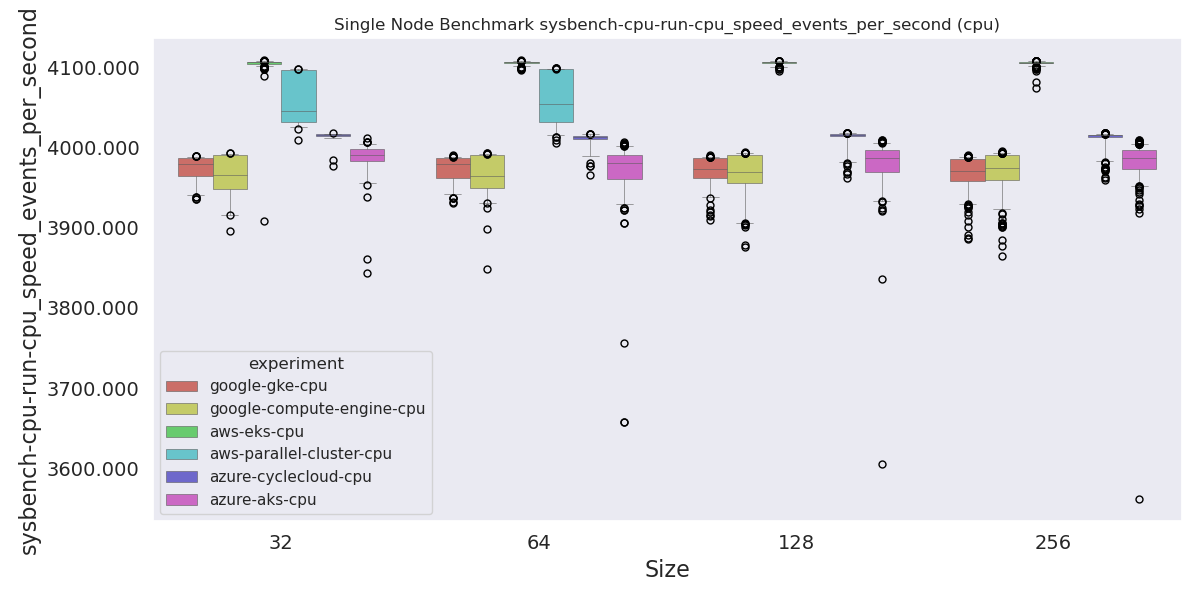 Single Node Benchmark sysbench-cpu-run-cpu_speed_events_per_second (cpu)
sysbench-cpu-run-cpu_speed_events_per_second
4100.000
4000.000
3900.000
3800.000
3700.000
3600.000
experiment
google-gke-cpu
google-compute-engine-cpu
aws-eks-cpu
aws-parallel-cluster-cpu
azure-cyclecloud-cpu
azure-aks-cpu
32 64 128 256
Size